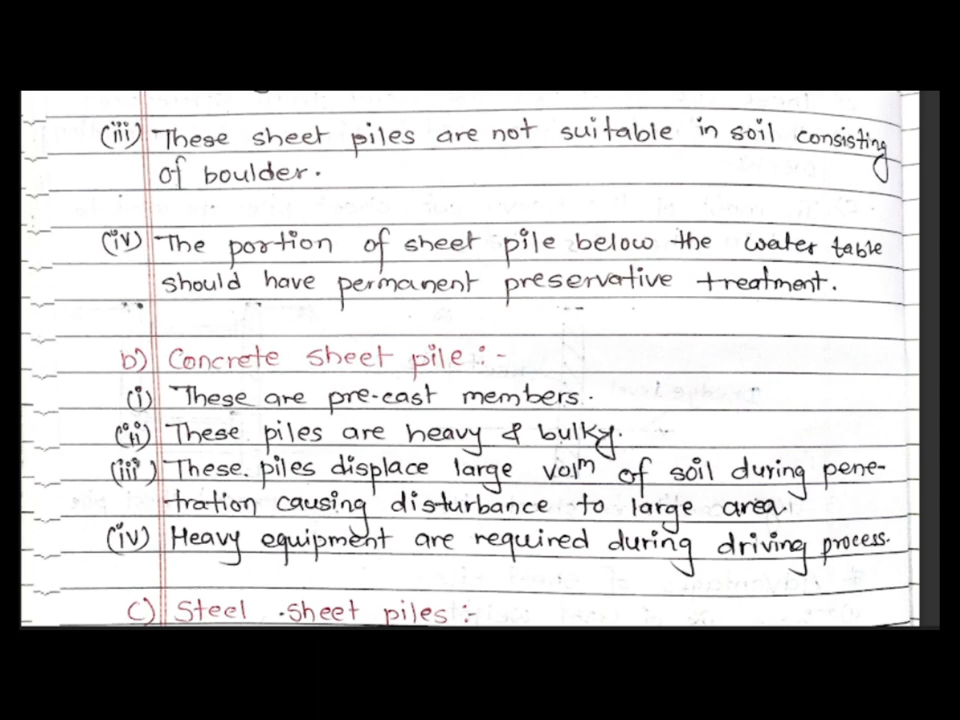 (iii) These sheet piles are not suitable in soil consisting
of boulder.
(iv) The portion of sheet pile below the water table
should have permanent preservative treatment.
b) Concrete sheet pile :-
(i) These are pre-cast members.
(ii) These piles are heavy & bulky.
(iii) These. piles displace large volm of soil during pene-
tration causing disturbance to large area.
(iv) Heavy equipment are required during driving process.
c) Steel sheet piles:-